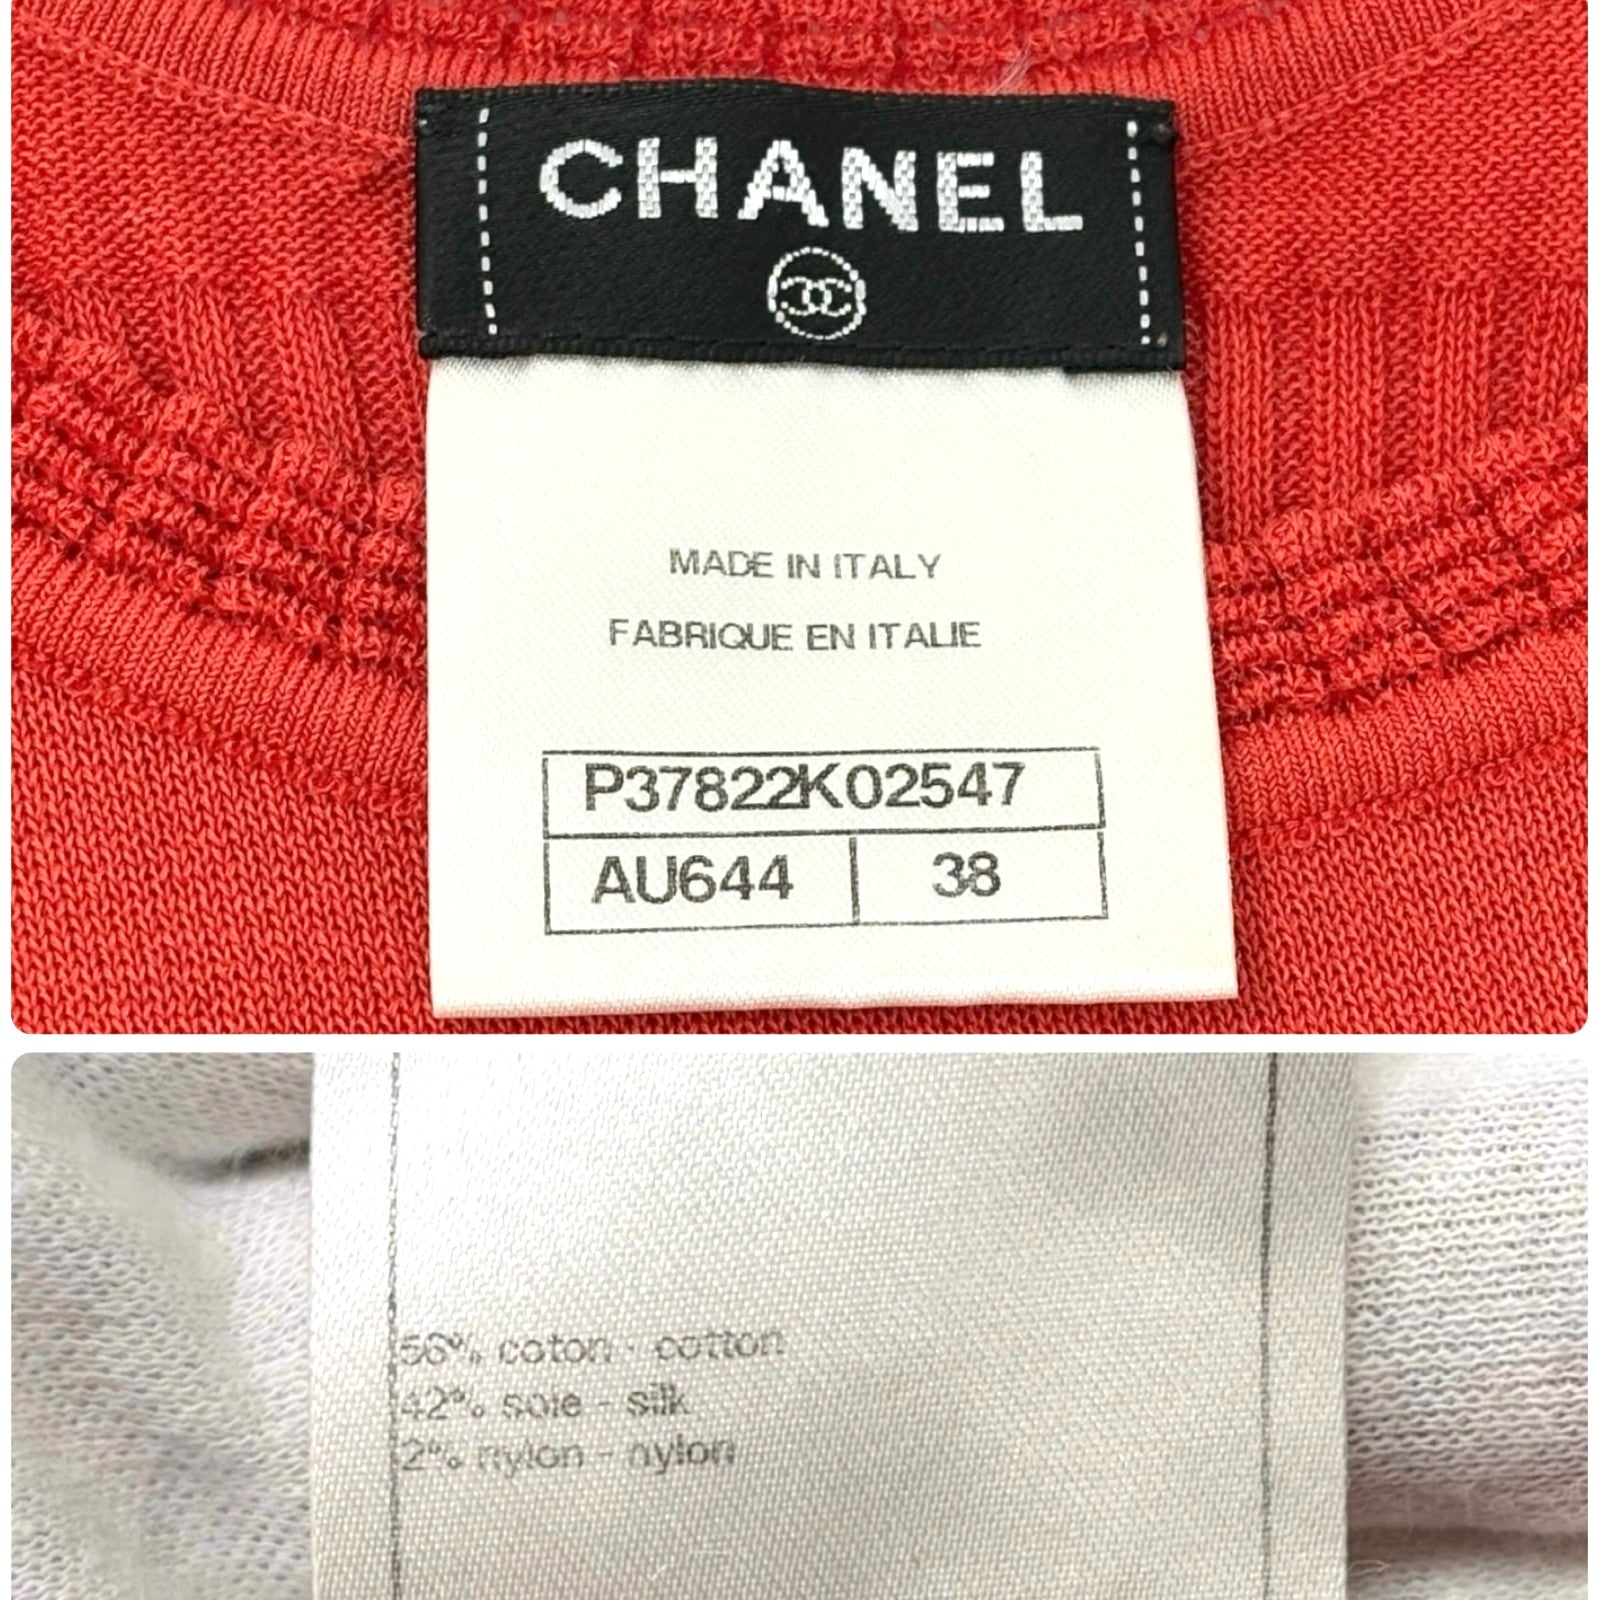 CHANEL
MADE IN ITALY
FABRIQUE EN ITALIE
P37822K02547
AU644 38
56% coton - cotton
42% soie - silk
2% nylon - nylon